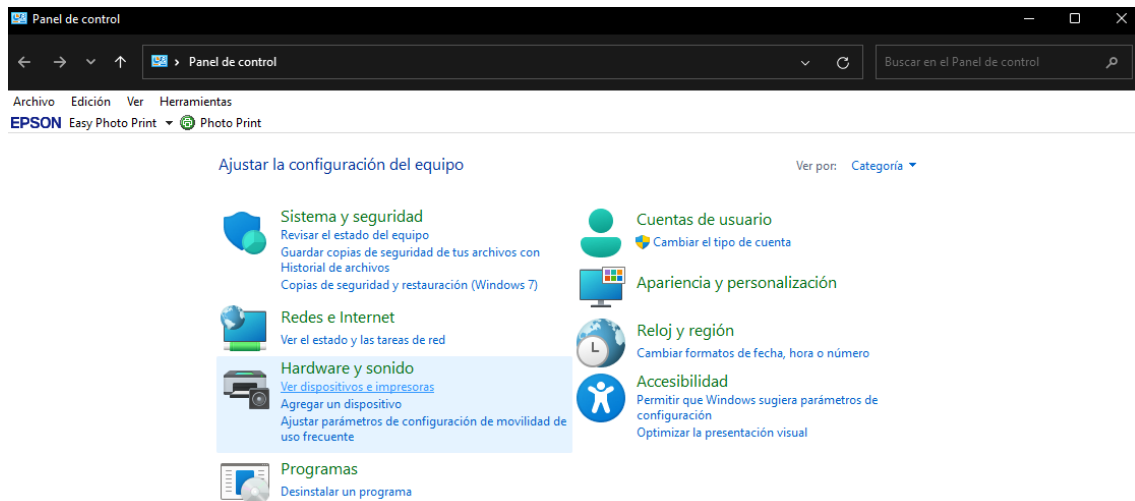 Panel de control
Panel de control
Buscar en el Panel de control
Archivo Edición Ver Herramientas
EPSON Easy Photo Print Photo Print
Ajustar la configuración del equipo
Ver por: Categoría
Sistema y seguridad
Revisar el estado del equipo
Guardar copias de seguridad de tus archivos con
Historial de archivos
Copias de seguridad y restauración (Windows 7)
Redes e Internet
Ver el estado y las tareas de red
Hardware y sonido
Ver dispositivos e impresoras
Agregar un dispositivo
Ajustar parámetros de configuración de movilidad de
uso frecuente
Programas
Desinstalar un programa
Cuentas de usuario
Cambiar el tipo de cuenta
Apariencia y personalización
Reloj y región
Cambiar formatos de fecha, hora o número
Accesibilidad
Permitir que Windows sugiera parámetros de
configuración
Optimizar la presentación visual